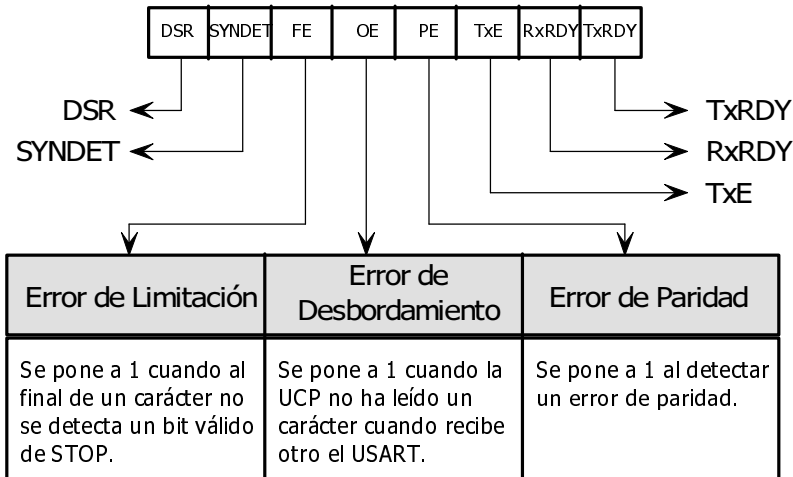 DSR SYNDET FE OE PE TxE RxRDY TxRDY
DSR
SYNDET
TxRDY
RxRDY
TxE
Error de Limitación
Error de
Desbordamiento
Error de Paridad
Se pone a 1 cuando al
final de un carácter no
se detecta un bit válido
de STOP.
Se pone a 1 cuando la
UCP no ha leído un
carácter cuando recibe
otro el USART.
Se pone a 1 al detectar
un error de paridad.